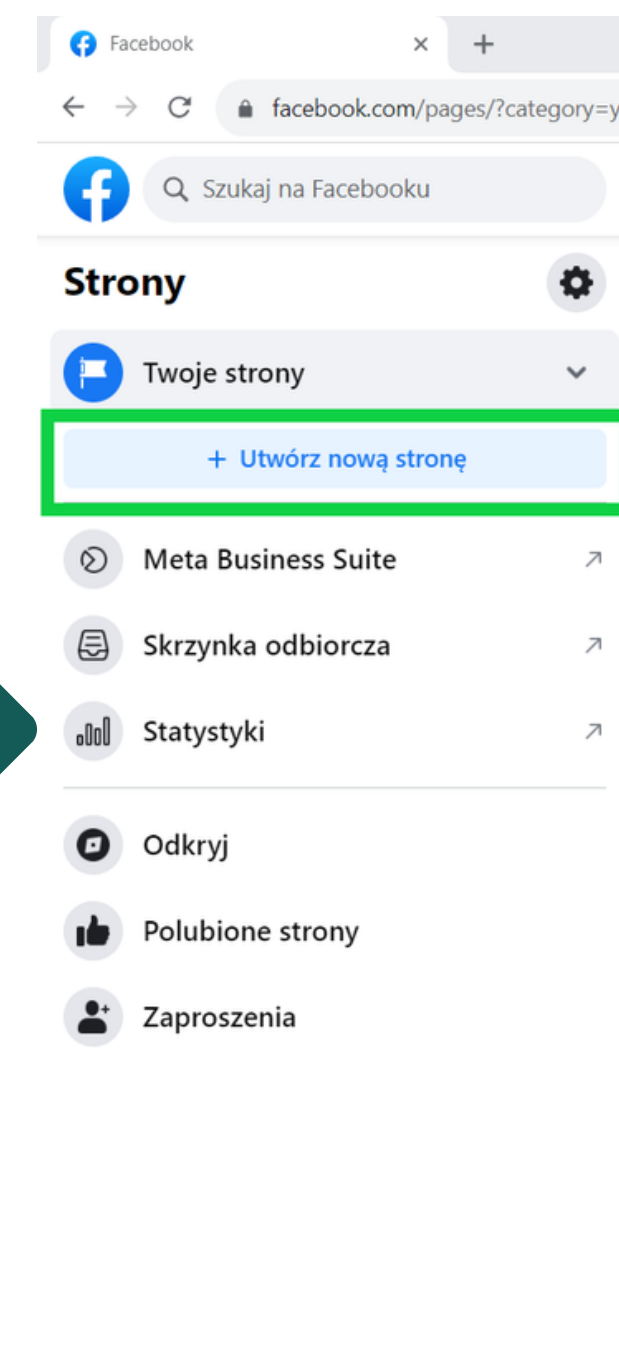 Facebook
facebook.com/pages/?category=y
Szukaj na Facebooku
Strony
Twoje strony
+ Utwórz nową stronę
Meta Business Suite
Skrzynka odbiorcza
Statystyki
Odkryj
Polubione strony
Zaproszenia